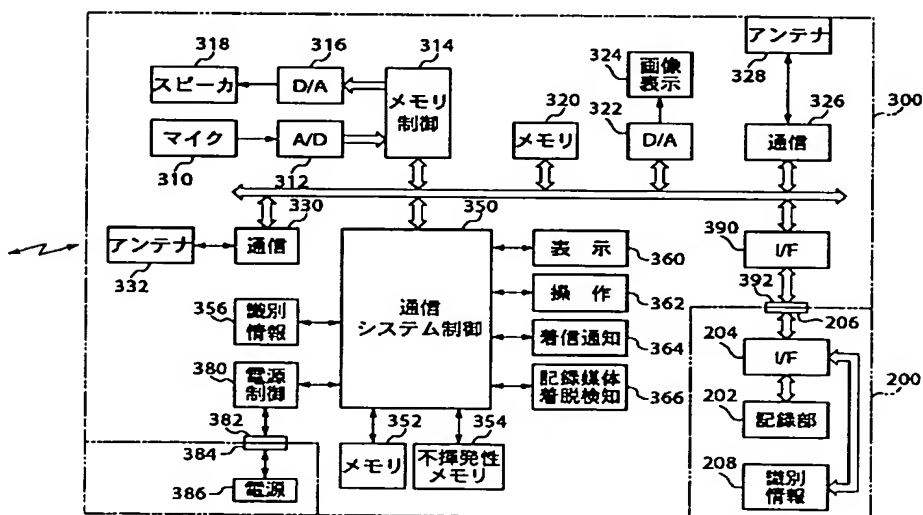 318
316
314
スピーカ
D/A
メモリ
制御
マイク
A/D
310
312
324
画像
表示
320
322
メモリ
D/A
アンテナ
328
326
300
通信
330
350
アンテナ
通信
332
390
I/F
392
206
通信
システム制御
表 示
360
操 作
362
着信通知
364
記録媒体
着脱検知
366
356
識別
情報
380
電源
制御
382
384
386
電源
352
354
メモリ
不揮発性
メモリ
204
I/F
200
202
記録部
208
識別
情報